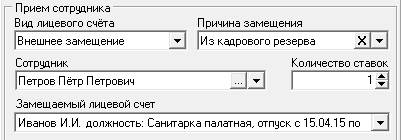 Прием сотрудника
Вид лицевого счёта Причина замещения
Внешнее замещение Из кадрового резерва X
Сотрудник Количество ставок
Петров Пётр Петрович ... 1
Замещаемый лицевой счет
Иванов И.И. должность: Санитарка палатная, отпуск с 15.04.15 по